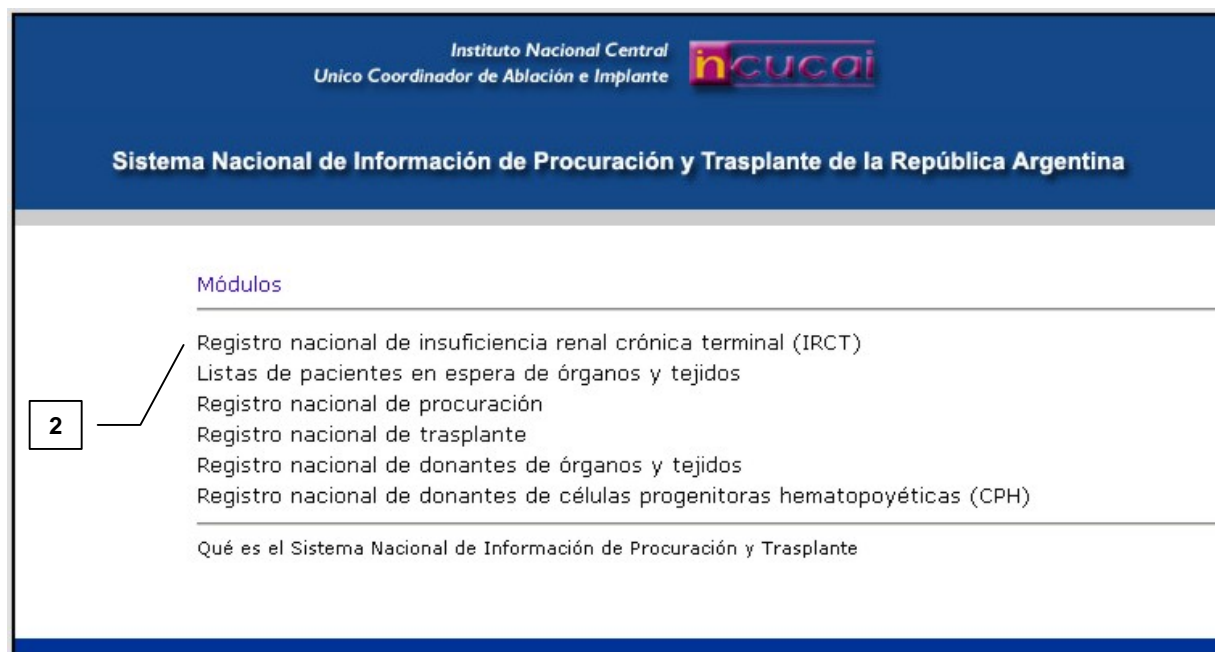 Instituto Nacional Central
Unico Coordinador de Ablación e Implante
incucai
Sistema Nacional de Información de Procuración y Trasplante de la República Argentina
Módulos
Registro nacional de insuficiencia renal crónica terminal (IRCT)
Listas de pacientes en espera de órganos y tejidos
2
Registro nacional de procuración
Registro nacional de trasplante
Registro nacional de donantes de órganos y tejidos
Registro nacional de donantes de células progenitoras hematopoyéticas (CPH)
Qué es el Sistema Nacional de Información de Procuración y Trasplante